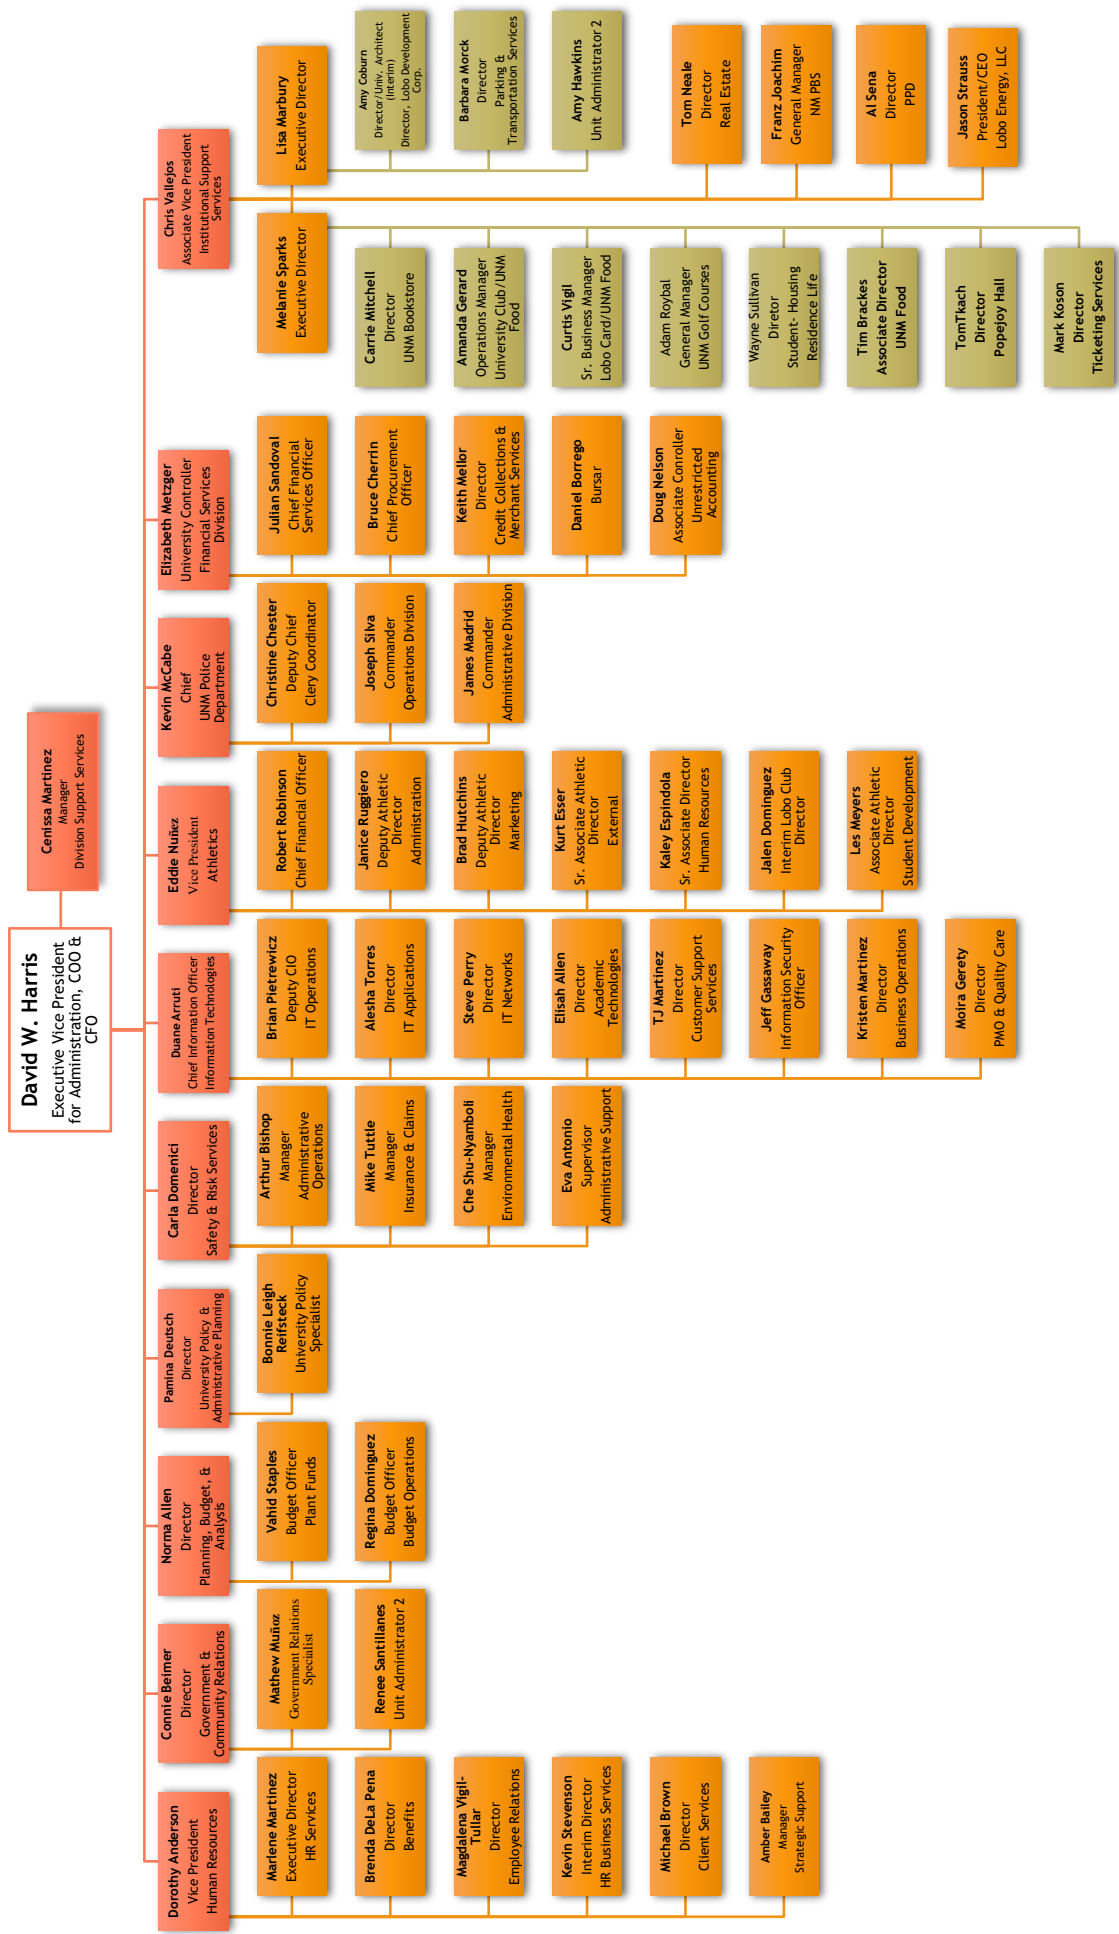 David W. Harris
Executive Vice President
for Administration, COO &
CFO
Cenissa Martinez
Manager
Division Support Services
Dorothy Anderson
Vice President
Human Resources
Marlene Martinez
Executive Director
HR Services
Brenda DeLa Pena
Director
Benefits
Magdalena Vigil-
Tullar
Director
Employee Relations
Kevin Stevenson
Interim Director
HR Business Services
Michael Brown
Director
Client Services
Amber Bailey
Manager
Strategic Support
Connie Beimer
Director
Government &
Community Relations
Mathew Muñoz
Government Relations
Specialist
Renee Santillanes
Unit Administrator 2
Norma Allen
Director
Planning, Budget, &
Analysis
Vahid Staples
Budget Officer
Plant Funds
Regina Dominguez
Budget Officer
Budget Operations
Pamina Deutsch
Director
University Policy &
Administrative Planning
Bonnie Leigh
Reifsteck
University Policy
Specialist
Carla Domenici
Director
Safety & Risk Services
Arthur Bishop
Manager
Administrative
Operations
Mike Tuttle
Manager
Insurance & Claims
Che Shu-Nyamboli
Manager
Environmental Health
Eva Antonio
Supervisor
Administrative Support
Duane Arruti
Chief Information Officer
Information Technologies
Brian Pietrewicz
Deputy CIO
IT Operations
Alesha Torres
Director
IT Applications
Steve Perry
Director
IT Networks
Elisah Allen
Director
Academic
Technologies
TJ Martinez
Director
Customer Support
Services
Jeff Gassaway
Information Security
Officer
Kristen Martinez
Director
Business Operations
Moira Gerety
Director
PMO & Quality Care
Eddie Nuñez
Vice President
Athletics
Robert Robinson
Chief Financial Officer
Janice Ruggiero
Deputy Athletic
Director
Administration
Brad Hutchins
Deputy Athletic
Director
Marketing
Kurt Esser
Sr. Associate Athletic
Director
External
Kaley Espindola
Sr. Associate Director
Human Resources
Jalen Dominguez
Interim Lobo Club
Director
Les Meyers
Associate Athletic
Director
Student Development
Kevin McCabe
Chief
UNM Police
Department
Christine Chester
Deputy Chief
Clery Coordinator
Joseph Silva
Commander
Operations Division
James Madrid
Commander
Administrative Division
Elizabeth Metzger
University Controller
Financial Services
Division
Julian Sandoval
Chief Financial
Services Officer
Bruce Cherrin
Chief Procurement
Officer
Keith Mellor
Director
Credit Collections &
Merchant Services
Daniel Borrego
Bursar
Doug Nelson
Associate Conroller
Unrestricted
Accounting
Chris Vallejos
Associate Vice President
Institutional Support
Services
Melanie Sparks
Executive Director
Carrie Mitchell
Director
UNM Bookstore
Amanda Gerard
Operations Manager
University Club/UNM
Food
Curtis Vigil
Sr. Business Manager
Lobo Card/UNM Food
Adam Roybal
General Manager
UNM Golf Courses
Wayne Sullivan
Diretor
Student- Housing
Residence Life
Tim Brackes
Associate Director
UNM Food
TomTkach
Director
Popejoy Hall
Mark Koson
Director
Ticketing Services
Lisa Marbury
Executive Director
Amy Coburn
Director/Univ. Architect
(Interim)
Director, Lobo Development
Corp.
Barbara Morck
Director
Parking &
Transportation Services
Amy Hawkins
Unit Administrator 2
Tom Neale
Director
Real Estate
Franz Joachim
General Manager
NM PBS
Al Sena
Director
PPD
Jason Strauss
President/CEO
Lobo Energy, LLC